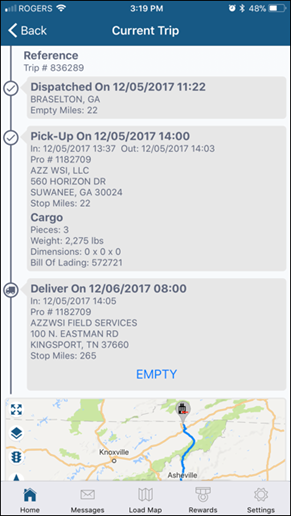 ROGERS 3:19 PM 48%
Back Current Trip
Reference
Trip # 836289
Dispatched On 12/05/2017 11:22
BRASELTON, GA
Empty Miles: 22
Pick-Up On 12/05/2017 14:00
In: 12/05/2017 13:37 Out: 12/05/2017 14:03
Pro # 1182709
AZZ WSI, LLC
560 HORIZON DR
SUWANEE, GA 30024
Stop Miles: 22
Cargo
Pieces: 3
Weight: 2,275 lbs
Dimensions: 0 x 0 x 0
Bill Of Lading: 572721
Deliver On 12/06/2017 08:00
In: 12/05/2017 14:05
Pro # 1182709
AZZWSI FIELD SERVICES
100 N. EASTMAN RD
KINGSPORT, TN 37660
Stop Miles: 265
EMPTY
Knoxville
Asheville
Home Messages Load Map Rewards Settings